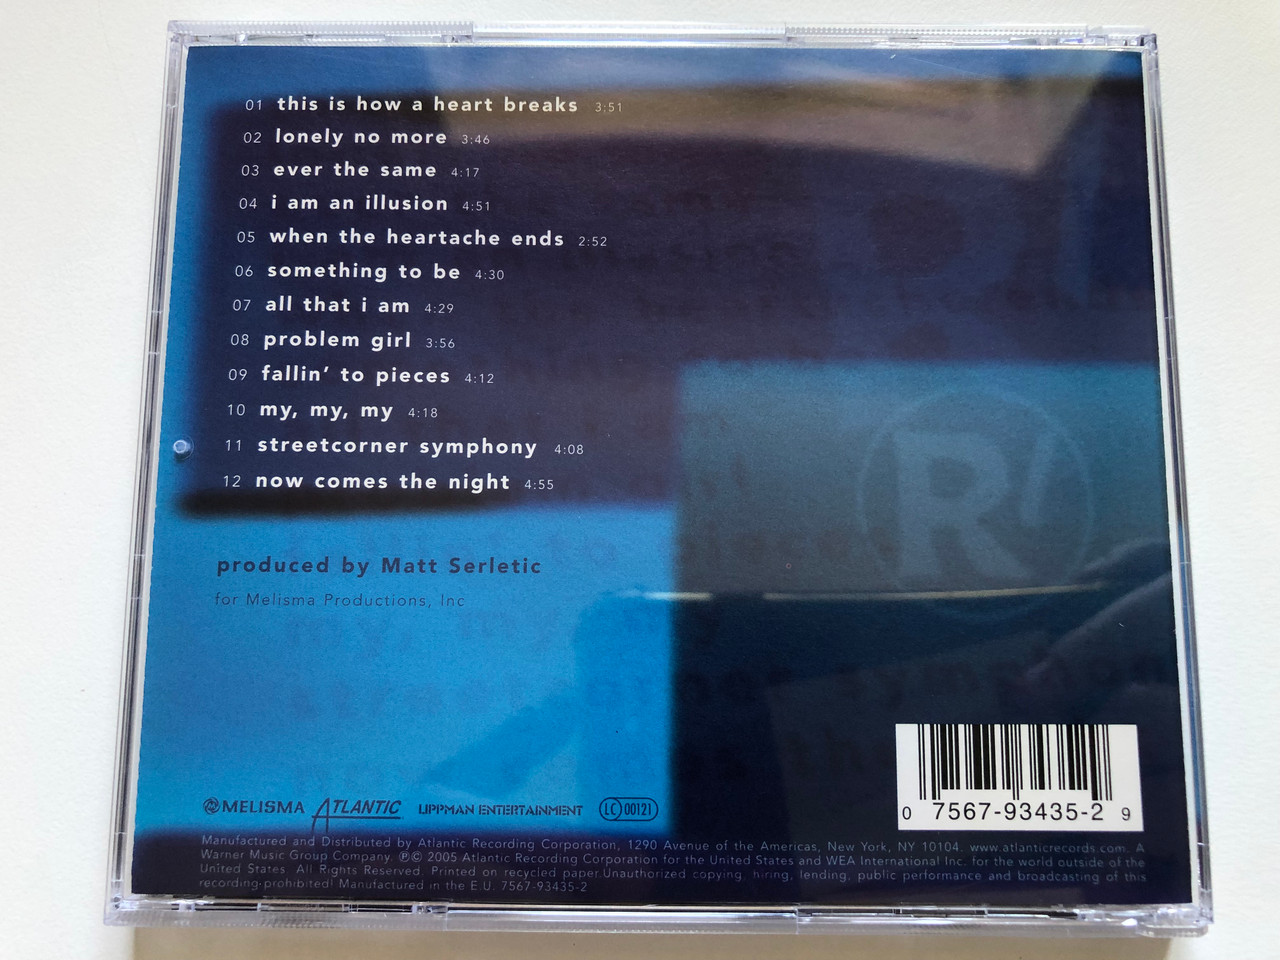 01 this is how a heart breaks 3:51
02 lonely no more 3:46
03 ever the same 4:17
04 i am an illusion 4:51
05 when the heartache ends 2:52
06 something to be 4:30
07 all that i am 4:29
08 problem girl 3:56
09 fallin' to pieces 4:12
10 my, my, my 4:18
11 streetcorner symphony 4:08
12 now comes the night 4:55
R
produced by Matt Serletic
for Melisma Productions, Inc
MELISMA ATLANTIC LIPPMAN ENTERTAINMENT LC 00121
0 7567-93435-2 9
Manufactured and Distributed by Atlantic Recording Corporation, 1290 Avenue of the Americas, New York, NY 10104. www.atlanticrecords.com. A
Warner Music Group Company. ℗© 2005 Atlantic Recording Corporation for the United States and WEA International Inc. for the world outside of the
United States. All Rights Reserved. Printed on recycled paper.Unauthorized copying, hiring, lending, public performance and broadcasting of this
recording prohibited! Manufactured in the E.U. 7567-93435-2